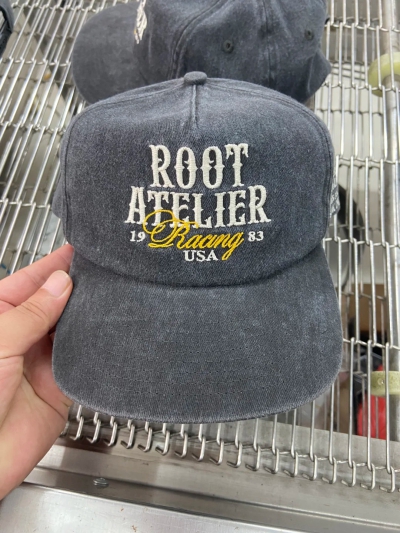 ROOT
ATELIER
19 Racing 83
USA